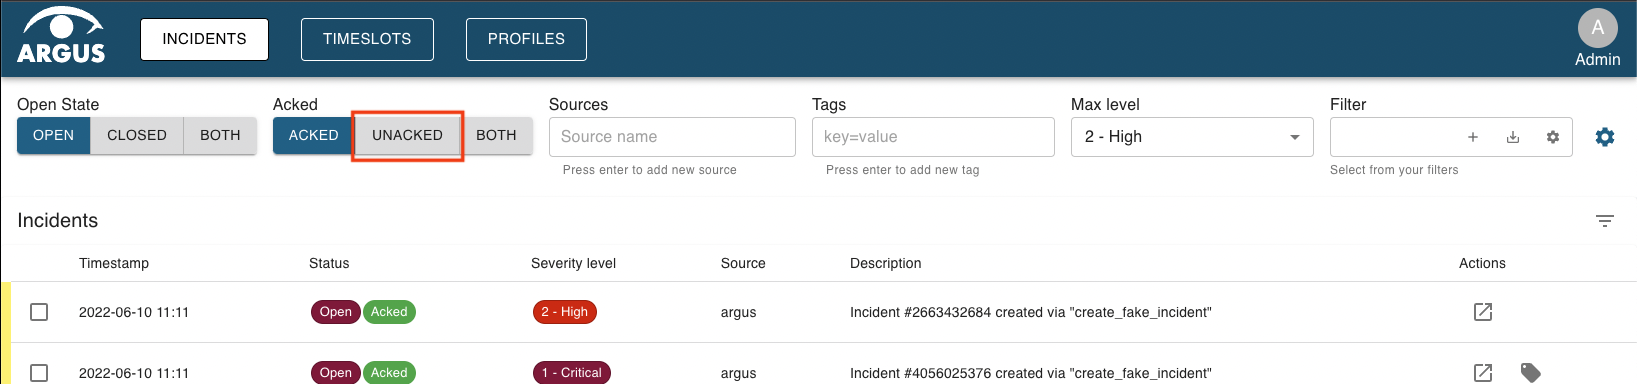 ARGUS
INCIDENTS TIMESLOTS PROFILES
A
Admin
Open State Acked Sources Tags Max level Filter
OPEN CLOSED BOTH ACKED UNACKED BOTH Source name key=value 2 - High
Press enter to add new source Press enter to add new tag Select from your filters
Incidents
Timestamp Status Severity level Source Description Actions
2022-06-10 11:11 Open Acked 2 - High argus Incident #2663432684 created via "create_fake_incident"
2022-06-10 11:11 Open Acked 1 - Critical argus Incident #4056025376 created via "create_fake_incident"